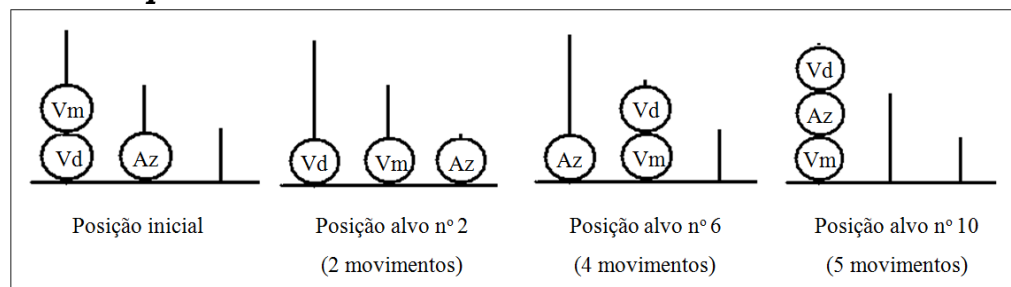 Vm
Vd
Az
Vd
Vm
Az
Az
Vd
Vm
Vd
Az
Vm
Posição inicial
Posição alvo nº 2
(2 movimentos)
Posição alvo nº 6
(4 movimentos)
Posição alvo nº 10
(5 movimentos)